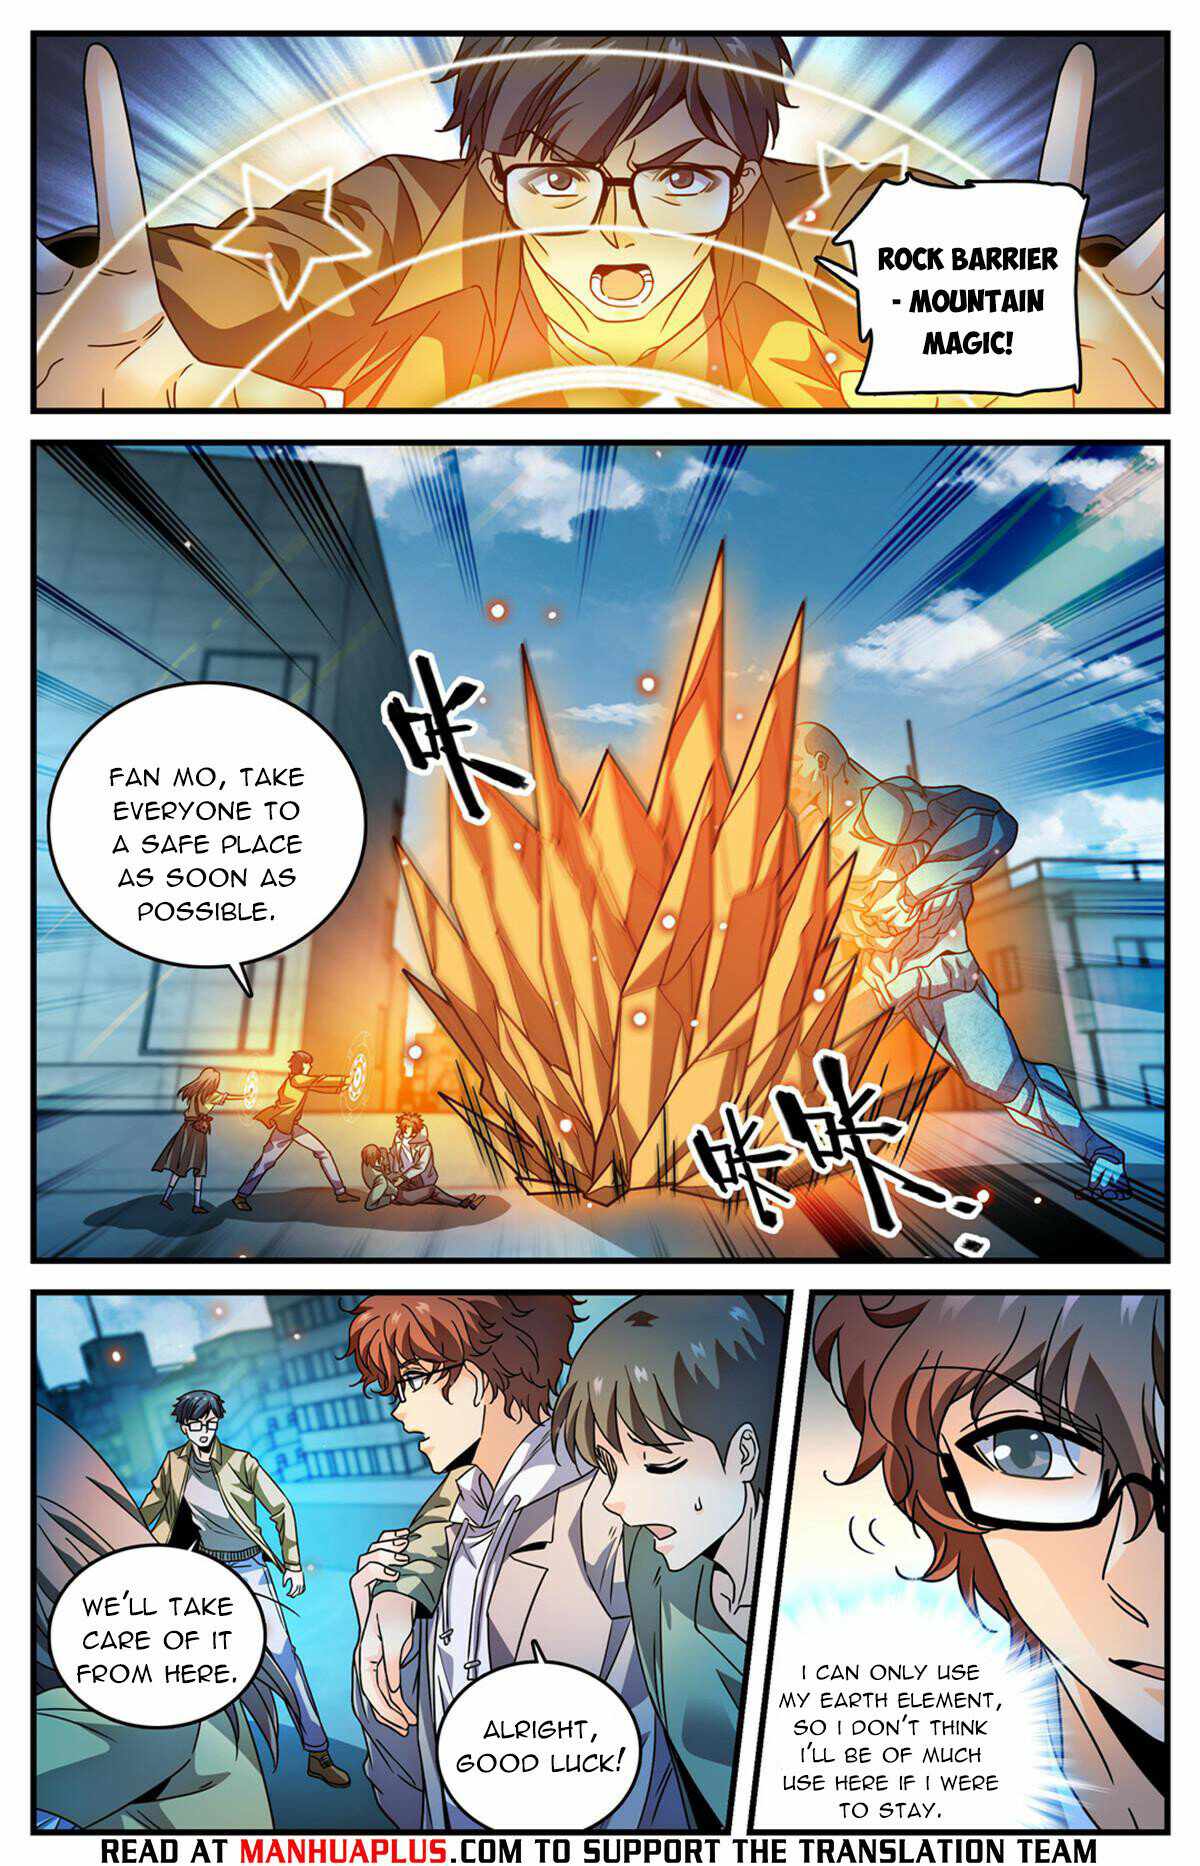 ROCK BARRIER
- MOUNTAIN
MAGIC!
咔
FAN MO, TAKE
EVERYONE TO
A SAFE PLACE
AS SOON AS
POSSIBLE.
咔咔
WE'LL TAKE
CARE OF IT
FROM HERE.
ALRIGHT,
GOOD LUCK!
I CAN ONLY USE
MY EARTH ELEMENT,
SO I DON'T THINK
I'LL BE OF MUCH
USE HERE IF I WERE
TO STAY.
READ AT MANHUAPLUS.COM TO SUPPORT THE TRANSLATION TEAM